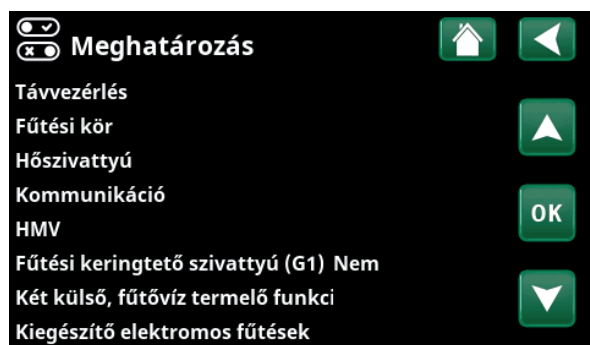 Meghatározás
Távvezérlés
Fűtési kör
Hőszivattyú
Kommunikáció
OK
HMV
Fűtési keringtető szivattyú (G1) Nem
Két külső, fűtővíz termelő funkci
Kiegészítő elektromos fűtések